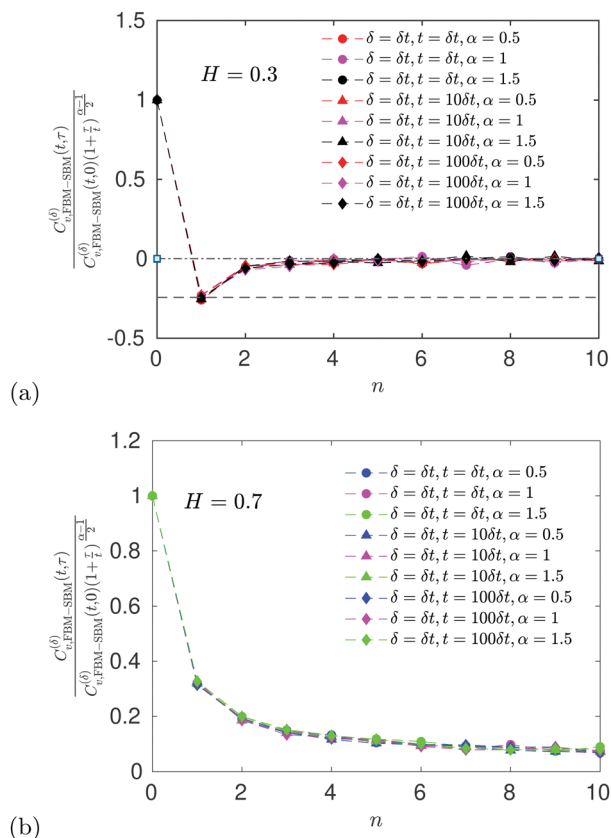 1.5
1
0.5
0
-0.5
0 2 4 6 8 10
n
C_{v,FBM−SBM}^{(δ)}(t,τ)
C_{v,FBM−SBM}^{(δ)}(t,0)(1+τ/t)^{(α−1)/2}
H = 0.3
δ = δt, t = δt, α = 0.5
δ = δt, t = δt, α = 1
δ = δt, t = δt, α = 1.5
δ = δt, t = 10δt, α = 0.5
δ = δt, t = 10δt, α = 1
δ = δt, t = 10δt, α = 1.5
δ = δt, t = 100δt, α = 0.5
δ = δt, t = 100δt, α = 1
δ = δt, t = 100δt, α = 1.5
(a)
1.2
1
0.8
0.6
0.4
0.2
0
0 2 4 6 8 10
n
C_{v,FBM−SBM}^{(δ)}(t,τ)
C_{v,FBM−SBM}^{(δ)}(t,0)(1+τ/t)^{(α−1)/2}
H = 0.7
δ = δt, t = δt, α = 0.5
δ = δt, t = δt, α = 1
δ = δt, t = δt, α = 1.5
δ = δt, t = 10δt, α = 0.5
δ = δt, t = 10δt, α = 1
δ = δt, t = 10δt, α = 1.5
δ = δt, t = 100δt, α = 0.5
δ = δt, t = 100δt, α = 1
δ = δt, t = 100δt, α = 1.5
(b)